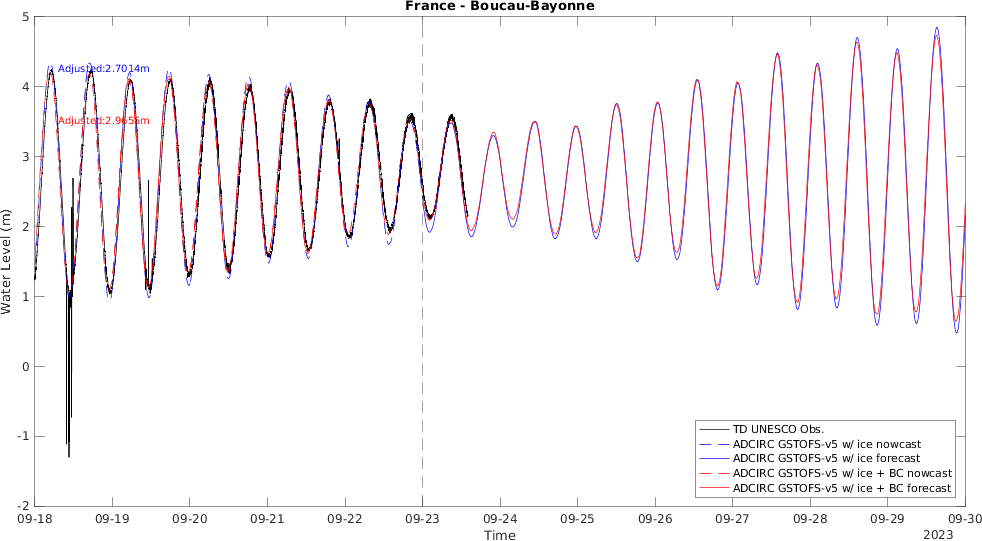 France - Boucau-Bayonne
5
4
3
2
1
0
-1
-2
Water Level (m)
Adjusted:2.7014m
Adjusted:2.9655m
TD UNESCO Obs.
ADCIRC GSTOFS-v5 w/ ice nowcast
ADCIRC GSTOFS-v5 w/ ice forecast
ADCIRC GSTOFS-v5 w/ ice + BC nowcast
ADCIRC GSTOFS-v5 w/ ice + BC forecast
09-18 09-19 09-20 09-21 09-22 09-23 09-24 09-25 09-26 09-27 09-28 09-29 09-30
Time
2023